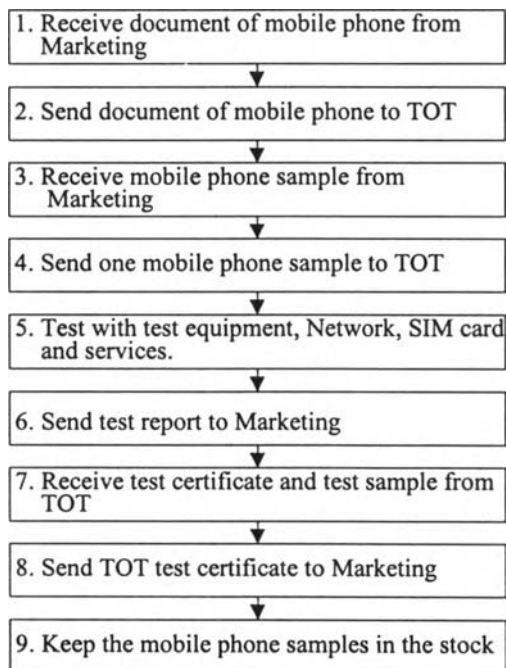 1. Receive document of mobile phone from
Marketing
2. Send document of mobile phone to TOT
3. Receive mobile phone sample from
Marketing
4. Send one mobile phone sample to TOT
5. Test with test equipment, Network, SIM card
and services.
6. Send test report to Marketing
7. Receive test certificate and test sample from
TOT
8. Send TOT test certificate to Marketing
9. Keep the mobile phone samples in the stock